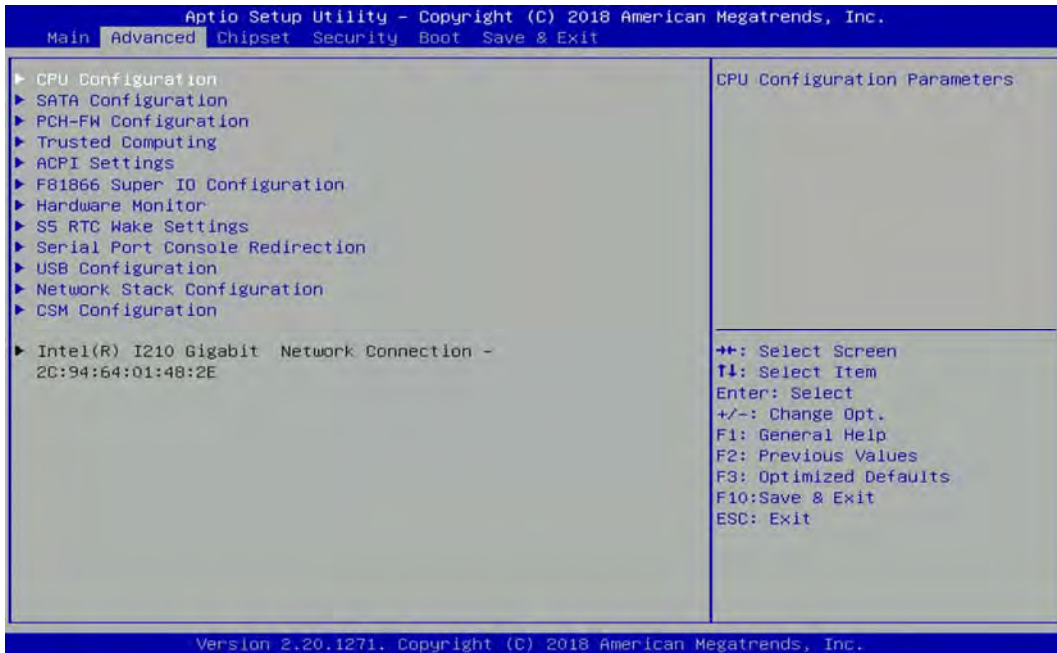 Aptio Setup Utility – Copyright (C) 2018 American Megatrends, Inc.
Main Advanced Chipset Security Boot Save & Exit
► CPU Configuration
► SATA Configuration
► PCH-FW Configuration
► Trusted Computing
► ACPI Settings
► F81866 Super IO Configuration
► Hardware Monitor
► S5 RTC Wake Settings
► Serial Port Console Redirection
► USB Configuration
► Network Stack Configuration
► CSM Configuration
► Intel(R) I210 Gigabit Network Connection –
2C:94:64:01:48:2E
CPU Configuration Parameters
→←: Select Screen
↑↓: Select Item
Enter: Select
+/-: Change Opt.
F1: General Help
F2: Previous Values
F3: Optimized Defaults
F10:Save & Exit
ESC: Exit
Version 2.20.1271. Copyright (C) 2018 American Megatrends, Inc.